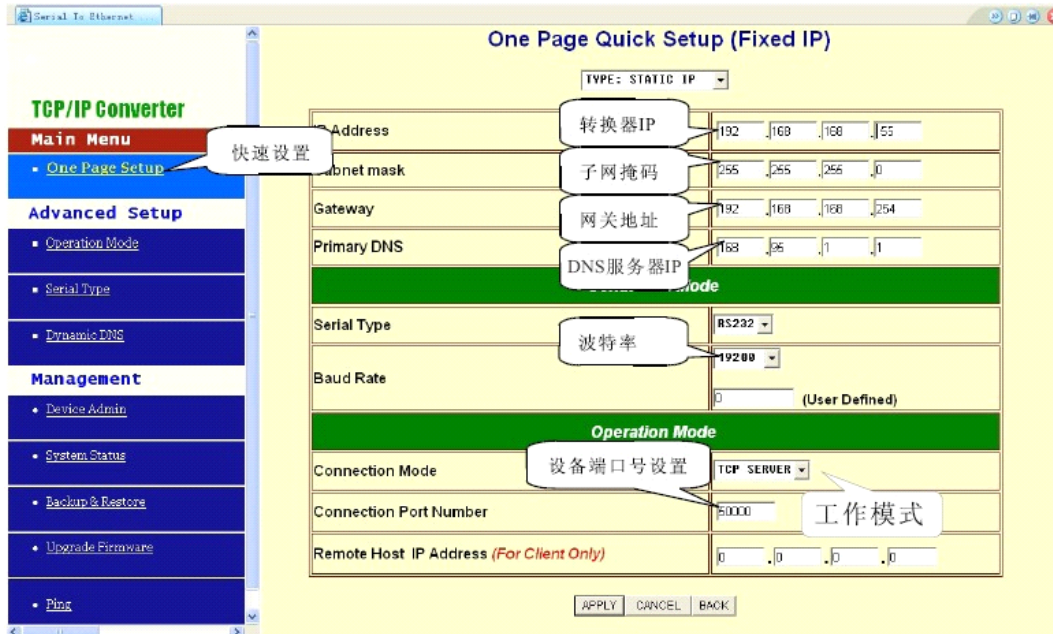 Serial To Ethernet ...
One Page Quick Setup (Fixed IP)
TYPE: STATIC IP
TCP/IP Converter
Main Menu
One Page Setup
快速设置
Advanced Setup
Operation Mode
Serial Type
Dynamic DNS
Management
Device Admin
System Status
Backup & Restore
Upgrade Firmware
Ping
Address 转换器IP 192 .168 .168 .55
bnet mask 子网掩码 255 .255 .255 .0
Gateway 网关地址 192 .168 .168 .254
Primary DNS DNS服务器IP 168 .95 .1 .1
Mode
Serial Type RS232
波特率
Baud Rate 19200
0 (User Defined)
Operation Mode
设备端口号设置
Connection Mode TCP SERVER
Connection Port Number 50000 工作模式
Remote Host IP Address (For Client Only) 0 .0 .0 .0
APPLY CANCEL BACK